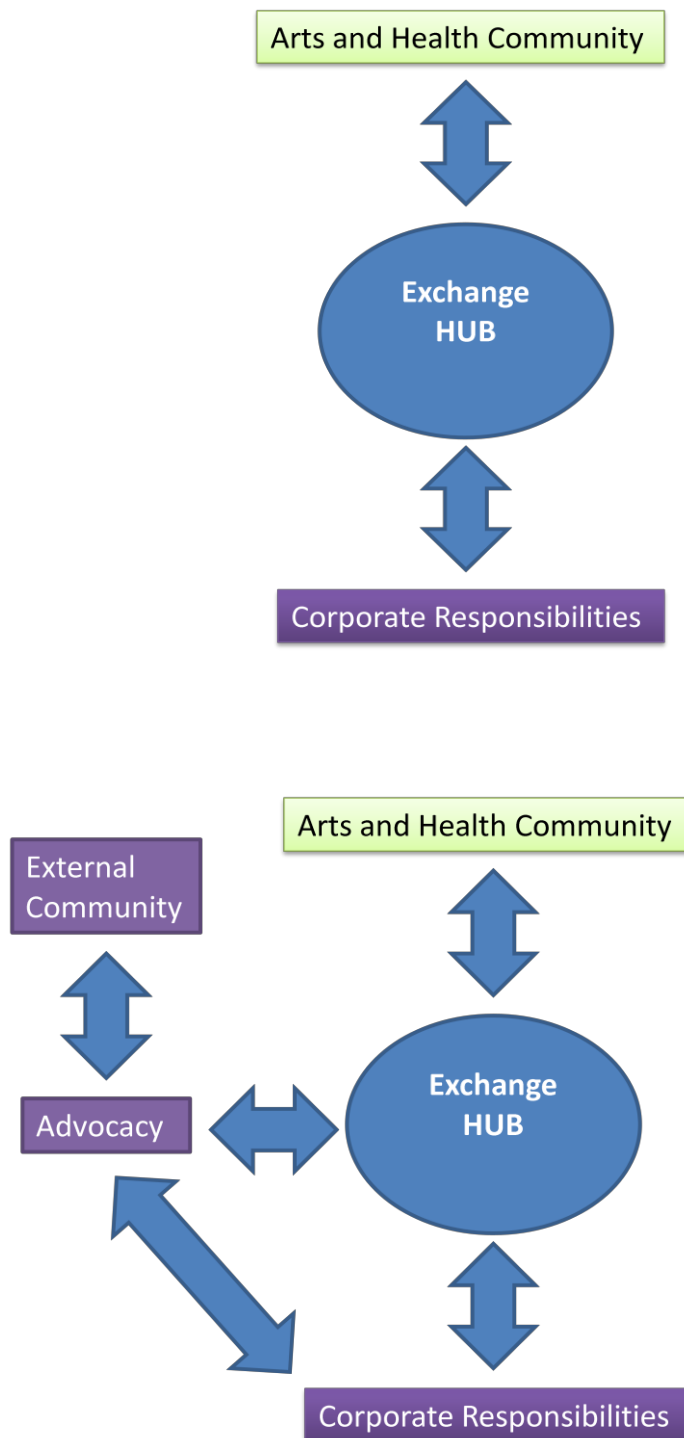 Arts and Health Community
Exchange
HUB
Corporate Responsibilities
Arts and Health Community
External
Community
Exchange
HUB
Advocacy
Corporate Responsibilities